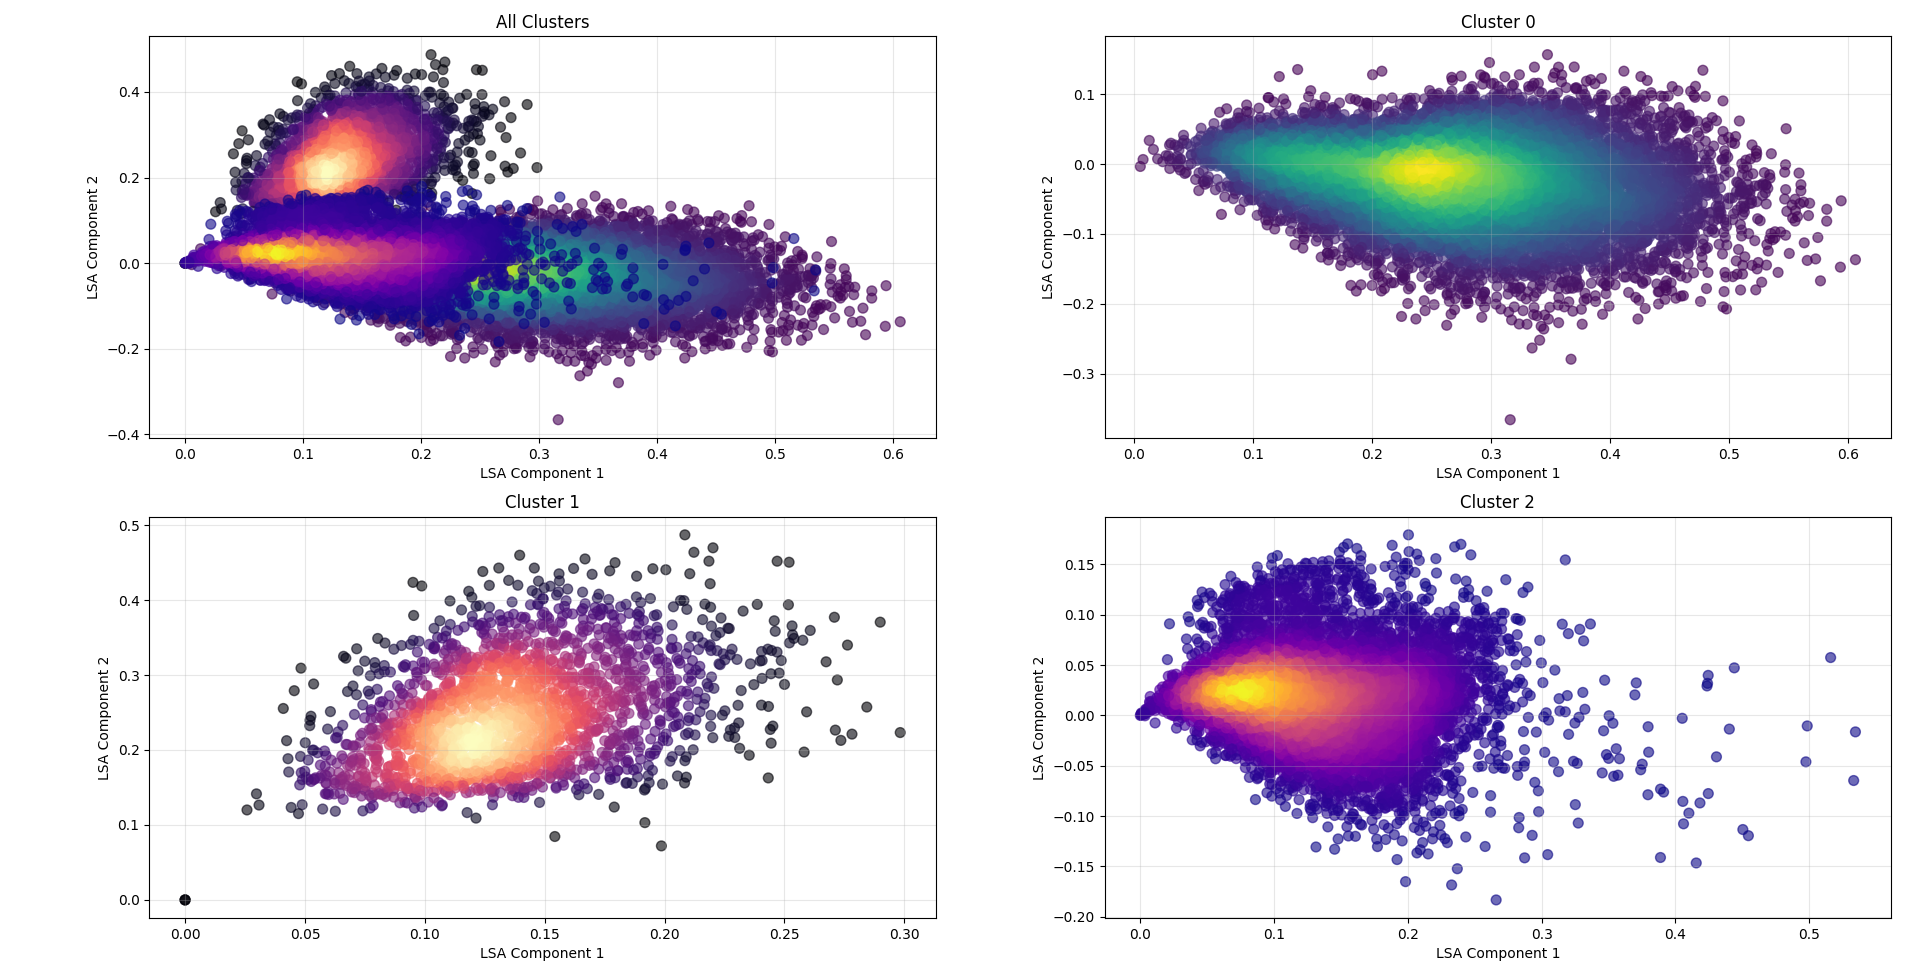 All Clusters
LSA Component 2
0.4
0.2
0.0
−0.2
−0.4
0.0 0.1 0.2 0.3 0.4 0.5 0.6
LSA Component 1
Cluster 0
LSA Component 2
0.1
0.0
−0.1
−0.2
−0.3
0.0 0.1 0.2 0.3 0.4 0.5 0.6
LSA Component 1
Cluster 1
LSA Component 2
0.5
0.4
0.3
0.2
0.1
0.0
0.00 0.05 0.10 0.15 0.20 0.25 0.30
LSA Component 1
Cluster 2
LSA Component 2
0.15
0.10
0.05
0.00
−0.05
−0.10
−0.15
−0.20
0.0 0.1 0.2 0.3 0.4 0.5
LSA Component 1